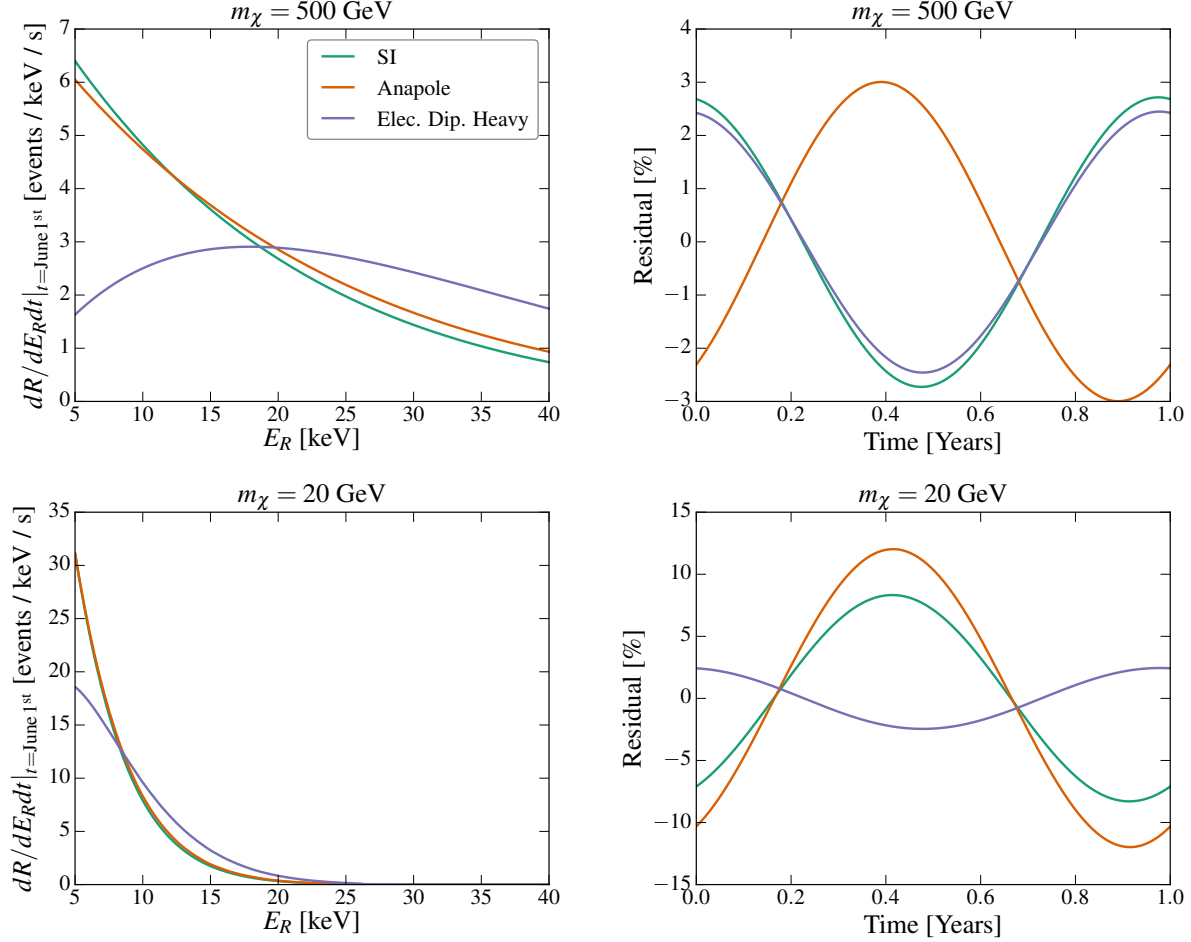 mχ = 500 GeV
dR/dE_R dt|t=June 1st [events / keV / s]
7
6
5
4
3
2
1
0
SI
Anapole
Elec. Dip. Heavy
5 10 15 20 25 30 35 40
E_R [keV]
mχ = 500 GeV
Residual [%]
4
3
2
1
0
−1
−2
−3
0.0 0.2 0.4 0.6 0.8 1.0
Time [Years]
mχ = 20 GeV
dR/dE_R dt|t=June 1st [events / keV / s]
35
30
25
20
15
10
5
0
5 10 15 20 25 30 35 40
E_R [keV]
mχ = 20 GeV
Residual [%]
15
10
5
0
−5
−10
−15
0.0 0.2 0.4 0.6 0.8 1.0
Time [Years]